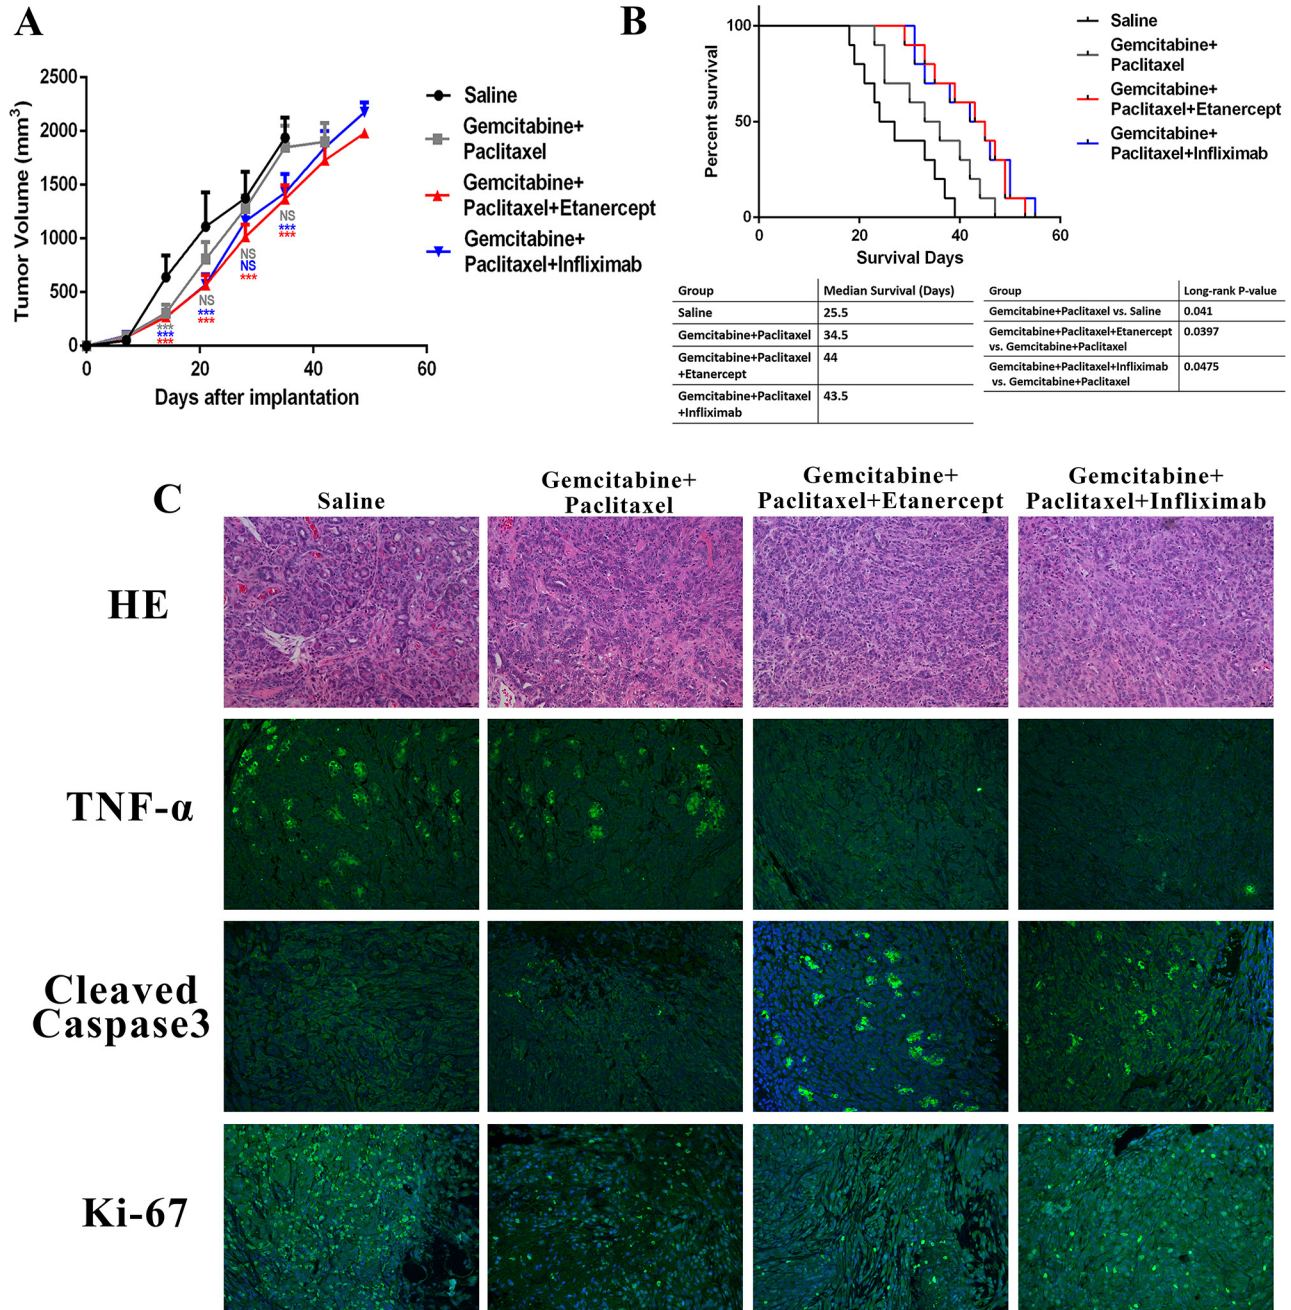 A
Tumor Volume (mm³)
2500
2000
1500
1000
500
0
0
20
40
60
Days after implantation
Saline
Gemcitabine+
Paclitaxel
Gemcitabine+
Paclitaxel+Etanercept
Gemcitabine+
Paclitaxel+Infliximab
***
***
***
NS
***
***
NS
NS
***
NS
***
***
B
Percent survival
100
50
0
0
20
40
60
Survival Days
Saline
Gemcitabine+
Paclitaxel
Gemcitabine+
Paclitaxel+Etanercept
Gemcitabine+
Paclitaxel+Infliximab
Group Median Survival (Days)
Saline 25.5
Gemcitabine+Paclitaxel 34.5
Gemcitabine+Paclitaxel 44
+Etanercept
Gemcitabine+Paclitaxel 43.5
+Infliximab
Group Long-rank P-value
Gemcitabine+Paclitaxel vs. Saline 0.041
Gemcitabine+Paclitaxel+Etanercept 0.0397
vs. Gemcitabine+Paclitaxel
Gemcitabine+Paclitaxel+Infliximab 0.0475
vs. Gemcitabine+Paclitaxel
C
Saline
Gemcitabine+
Paclitaxel
Gemcitabine+
Paclitaxel+Etanercept
Gemcitabine+
Paclitaxel+Infliximab
HE
TNF-α
Cleaved
Caspase3
Ki-67